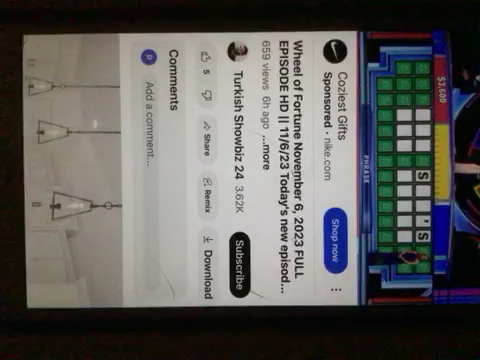 $3,600
S
'S
PHRASE
Coziest Gifts
Sponsored · nike.com
Shop now
Wheel of Fortune November 6, 2023 FULL
EPISODE HD || 11/6/23 Today's new episod...
659 views 6h ago ...more
Turkish Showbiz 24 3.62K
Subscribe
5
Share
Remix
Download
Comments
P
Add a comment...